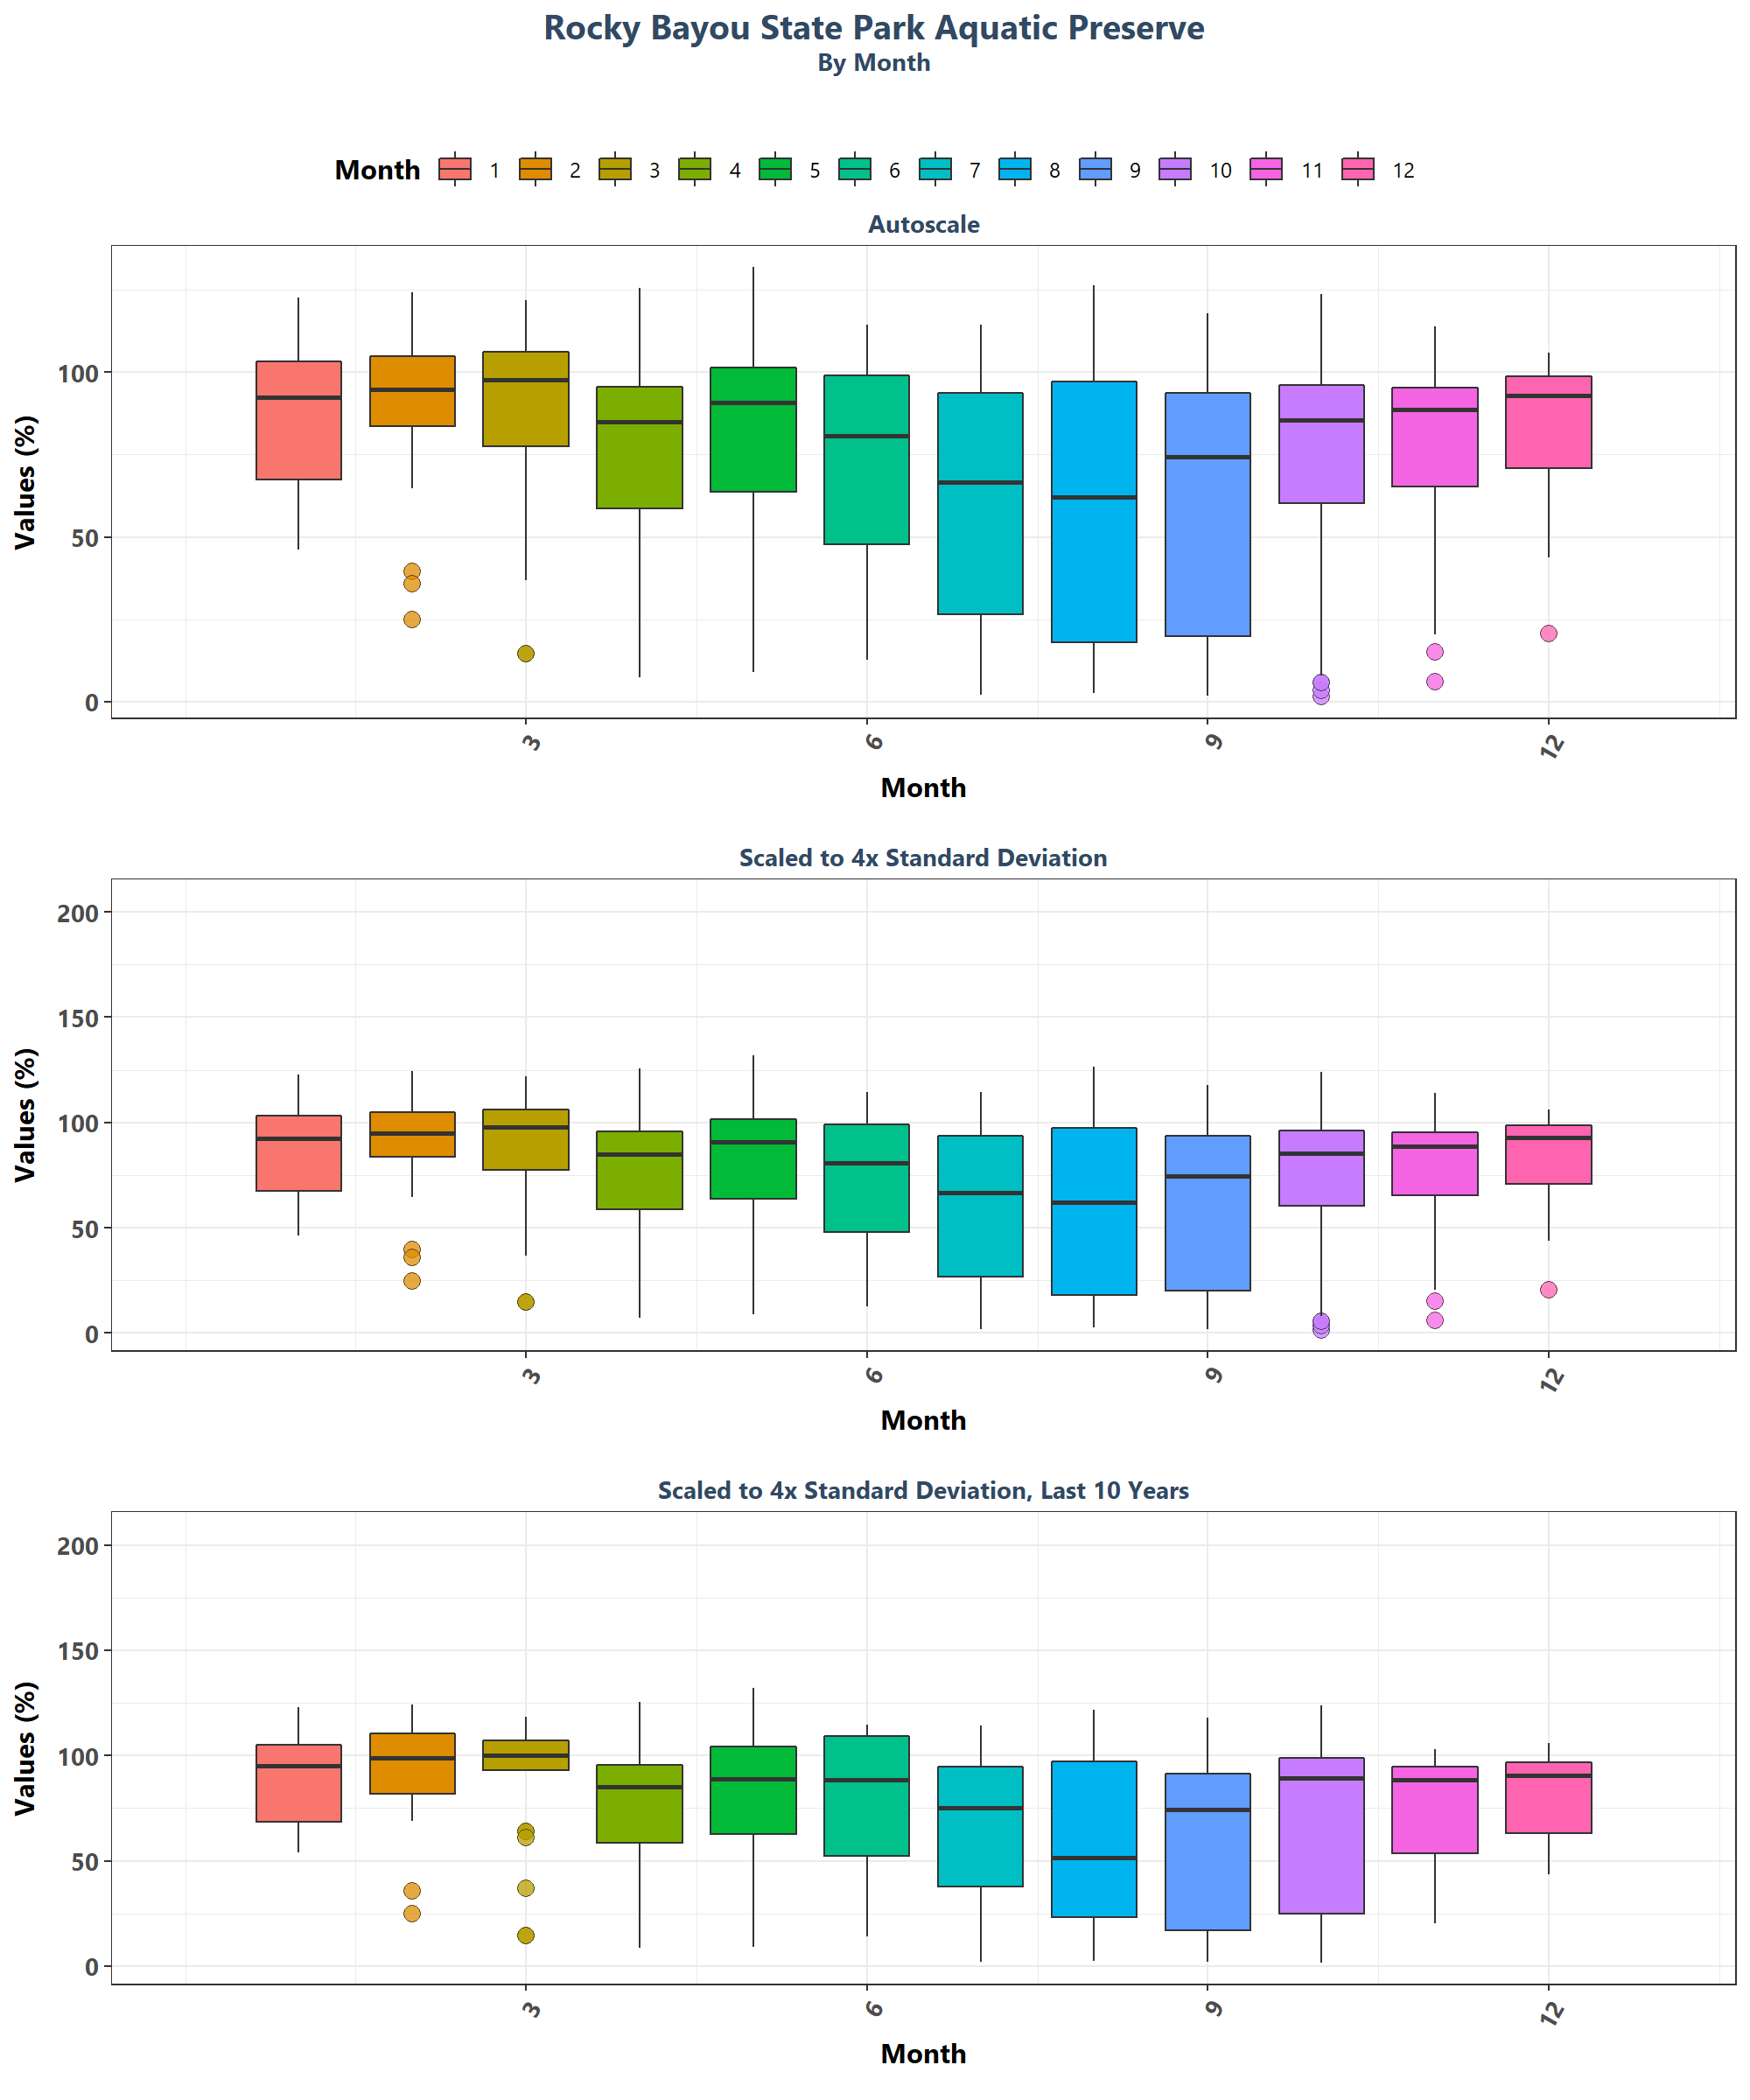 Rocky Bayou State Park Aquatic Preserve
By Month
Month 1 2 3 4 5 6 7 8 9 10 11 12
Autoscale
Values (%)
100
50
0
3 6 9 12
Month
Scaled to 4x Standard Deviation
Values (%)
200
150
100
50
0
3 6 9 12
Month
Scaled to 4x Standard Deviation, Last 10 Years
Values (%)
200
150
100
50
0
3 6 9 12
Month